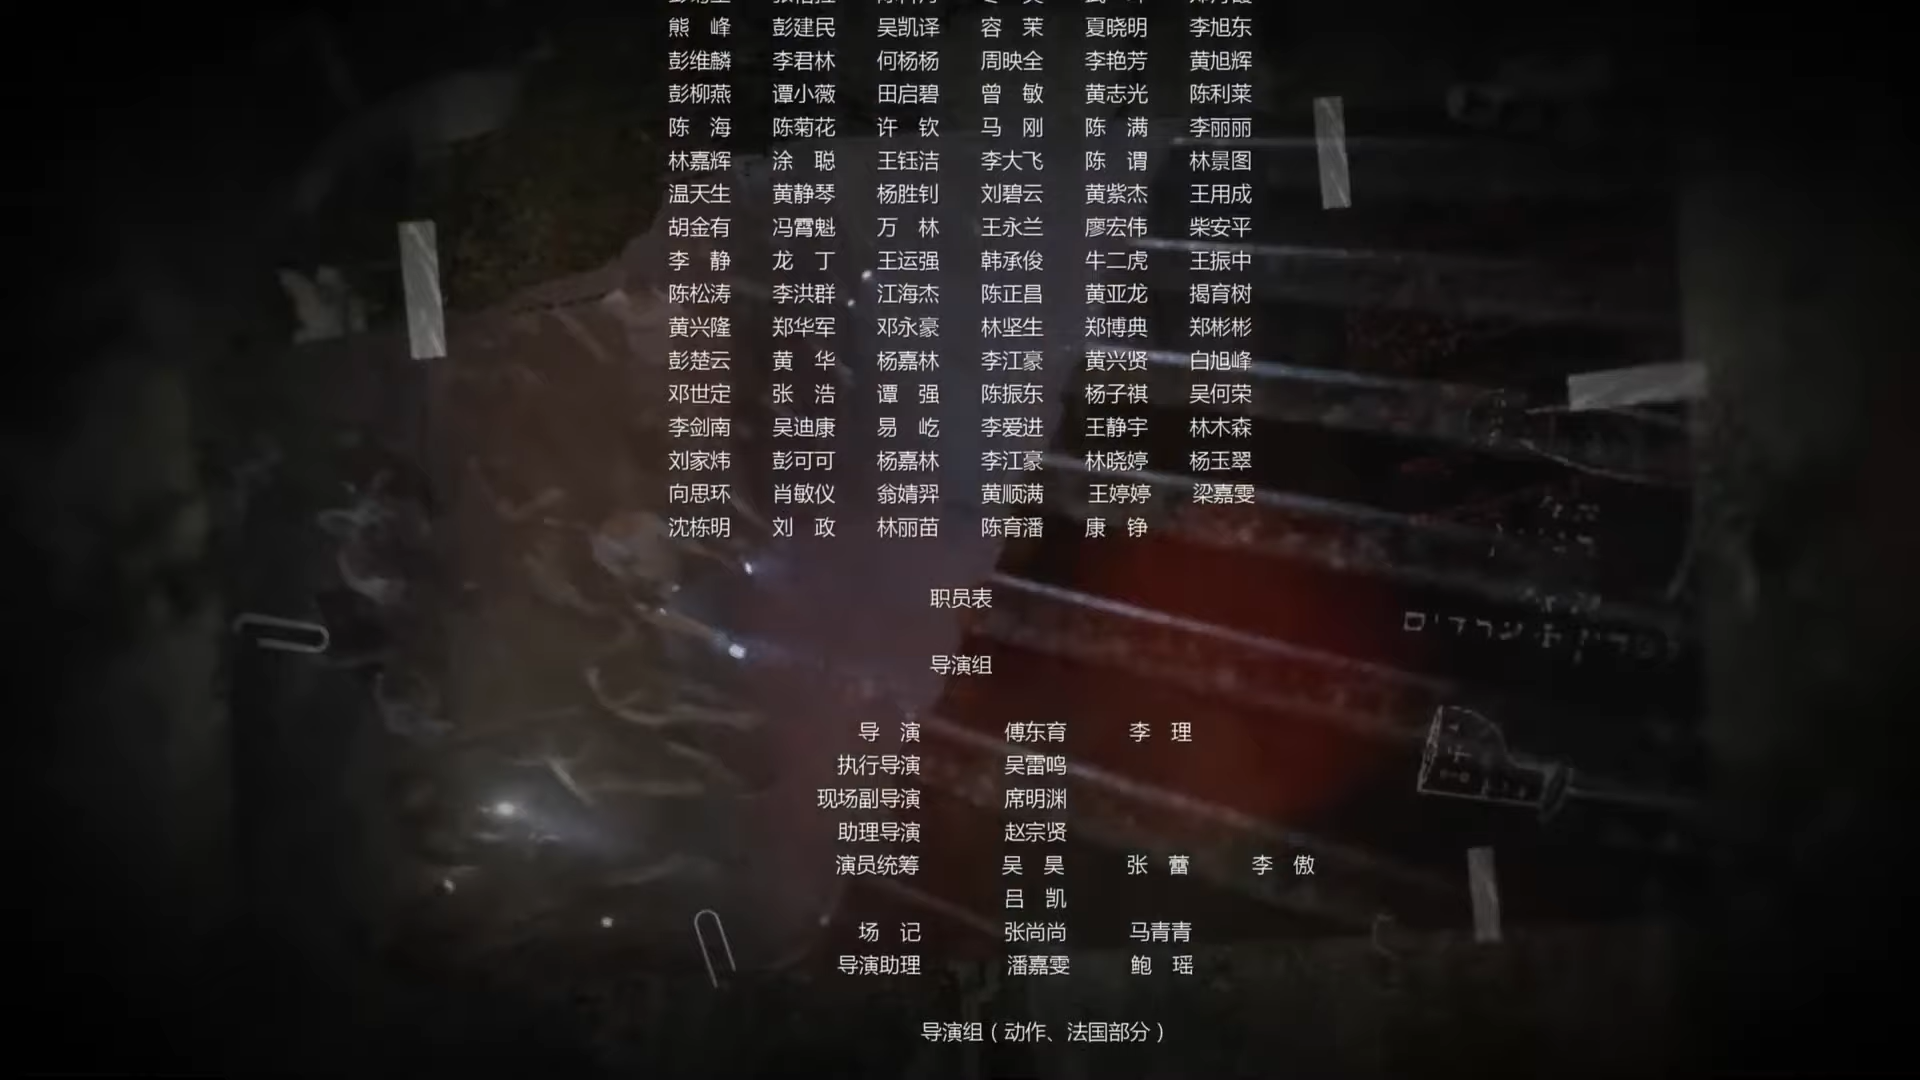 熊 峰 彭建民 吴凯译 容 茉 夏晓明 李旭东
彭维麟 李君林 何杨杨 周映全 李艳芳 黄旭辉
彭柳燕 谭小薇 田启碧 曾 敏 黄志光 陈利莱
陈 海 陈菊花 许 钦 马 刚 陈 满 李丽丽
林嘉辉 涂 聪 王钰洁 李大飞 陈 谓 林景图
温天生 黄静琴 杨胜钊 刘碧云 黄紫杰 王用成
胡金有 冯霄魁 万 林 王永兰 廖宏伟 柴安平
李 静 龙 丁 王运强 韩承俊 牛二虎 王振中
陈松涛 李洪群 江海杰 陈正昌 黄亚龙 揭育树
黄兴隆 郑华军 邓永豪 林坚生 郑博典 郑彬彬
彭楚云 黄 华 杨嘉林 李江豪 黄兴贤 白旭峰
邓世定 张 浩 谭 强 陈振东 杨子祺 吴何荣
李剑南 吴迪康 易 屹 李爱进 王静宇 林木森
刘家炜 彭可可 杨嘉林 李江豪 林晓婷 杨玉翠
向思环 肖敏仪 翁婧羿 黄顺满 王婷婷 梁嘉雯
沈栋明 刘 政 林丽苗 陈育潘 康 铮
职员表
导演组
导 演 傅东育 李 理
执行导演 吴雷鸣
现场副导演 席明渊
助理导演 赵宗贤
演员统筹 吴 昊 张 蕾 李 傲
吕 凯
场 记 张尚尚 马青青
导演助理 潘嘉雯 鲍 瑶
导演组（动作、法国部分）